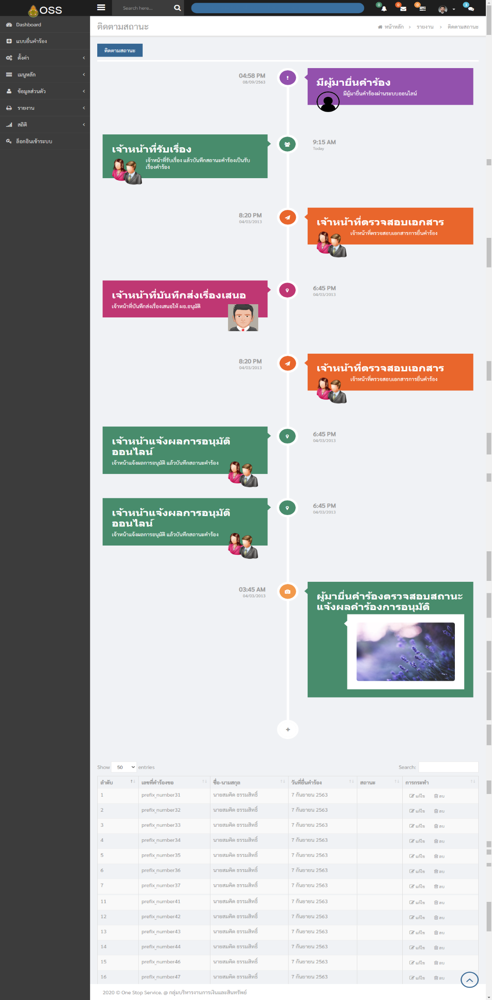 OSS
Search here...
0
0
0
3
Dashboard
แบบยื่นคำร้อง
ตั้งค่า
เมนูหลัก
ข้อมูลส่วนตัว
รายงาน
สถิติ
ล็อกอินเข้าระบบ
ติดตามสถานะ
หน้าหลัก > รายงาน > ติดตามสถานะ
ติดตามสถานะ
04:58 PM
08/09/2563
มีผู้มายื่นคำร้อง
มีผู้มายื่นคำร้องผ่านระบบออนไลน์
เจ้าหน้าที่รับเรื่อง
เจ้าหน้าที่รับเรื่อง แล้วบันทึกสถานะคำร้องเป็นรับ
เรื่องคำร้อง
9:15 AM
Today
8:20 PM
04/03/2013
เจ้าหน้าที่ตรวจสอบเอกสาร
เจ้าหน้าที่ตรวจสอบเอกสารการยื่นคำร้อง
เจ้าหน้าที่บันทึกส่งเรื่องเสนอ
เจ้าหน้าที่บันทึกส่งเรื่องเสนอให้ ผอ.อนุมัติ
6:45 PM
04/03/2013
8:20 PM
04/03/2013
เจ้าหน้าที่ตรวจสอบเอกสาร
เจ้าหน้าที่ตรวจสอบเอกสารการยื่นคำร้อง
เจ้าหน้าแจ้งผลการอนุมัติ
ออนไลน์
เจ้าหน้าแจ้งผลการอนุมัติ แล้วบันทึกสถานะคำร้อง
6:45 PM
04/03/2013
เจ้าหน้าแจ้งผลการอนุมัติ
ออนไลน์
เจ้าหน้าแจ้งผลการอนุมัติ แล้วบันทึกสถานะคำร้อง
6:45 PM
04/03/2013
03:45 AM
04/03/2013
ผู้มายื่นคำร้องตรวจสอบสถานะ
แจ้งผลคำร้องการอนุมัติ
Show 50 entries
Search:
ลำดับ เลขที่คำร้องขอ ชื่อ-นามสกุล วันที่ยื่นคำร้อง สถานะ การกระทำ
1 prefix_number31 นายสมคิด ธรรมสิทธิ์ 7 กันยายน 2563 แก้ไข ลบ
2 prefix_number32 นายสมคิด ธรรมสิทธิ์ 7 กันยายน 2563 แก้ไข ลบ
3 prefix_number33 นายสมคิด ธรรมสิทธิ์ 7 กันยายน 2563 แก้ไข ลบ
4 prefix_number34 นายสมคิด ธรรมสิทธิ์ 7 กันยายน 2563 แก้ไข ลบ
5 prefix_number35 นายสมคิด ธรรมสิทธิ์ 7 กันยายน 2563 แก้ไข ลบ
6 prefix_number36 นายสมคิด ธรรมสิทธิ์ 7 กันยายน 2563 แก้ไข ลบ
7 prefix_number37 นายสมคิด ธรรมสิทธิ์ 7 กันยายน 2563 แก้ไข ลบ
11 prefix_number41 นายสมคิด ธรรมสิทธิ์ 7 กันยายน 2563 แก้ไข ลบ
12 prefix_number42 นายสมคิด ธรรมสิทธิ์ 7 กันยายน 2563 แก้ไข ลบ
13 prefix_number43 นายสมคิด ธรรมสิทธิ์ 7 กันยายน 2563 แก้ไข ลบ
14 prefix_number44 นายสมคิด ธรรมสิทธิ์ 7 กันยายน 2563 แก้ไข ลบ
15 prefix_number46 นายสมคิด ธรรมสิทธิ์ 7 กันยายน 2563 แก้ไข ลบ
16 prefix_number47 นายสมคิด ธรรมสิทธิ์ 7 กันยายน 2563 แก้ไข ลบ
2020 © One Stop Service. @ กลุ่มบริหารงานการเงินและสินทรัพย์